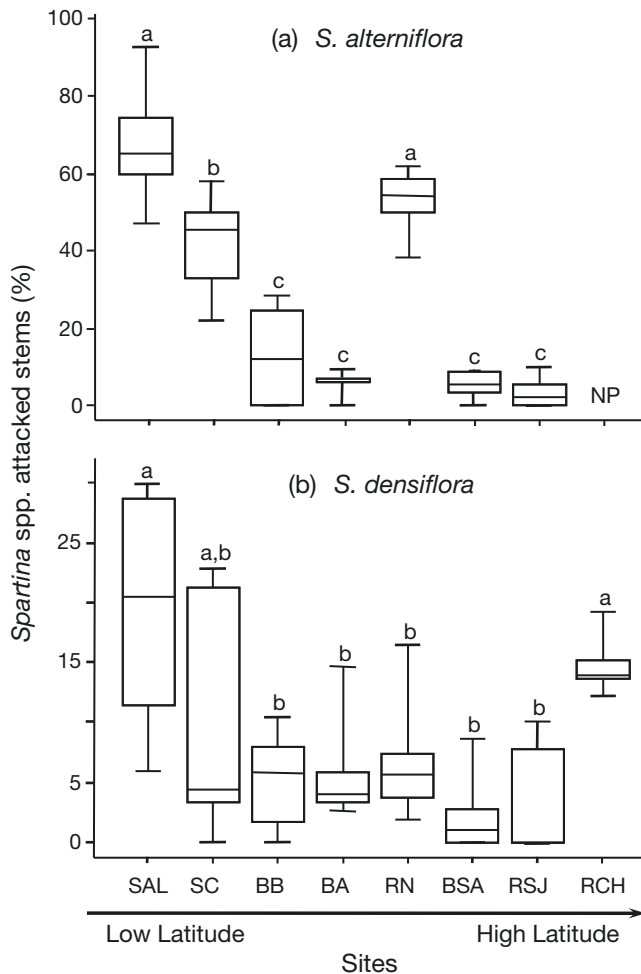 (a) S. alterniflora
100
80
60
40
20
0
a
b
c
c
a
c
c
NP
Spartina spp. attacked stems (%)
(b) S. densiflora
25
15
5
0
a
a,b
b
b
b
b
b
a
SAL SC BB BA RN BSA RSJ RCH
Low Latitude High Latitude
Sites